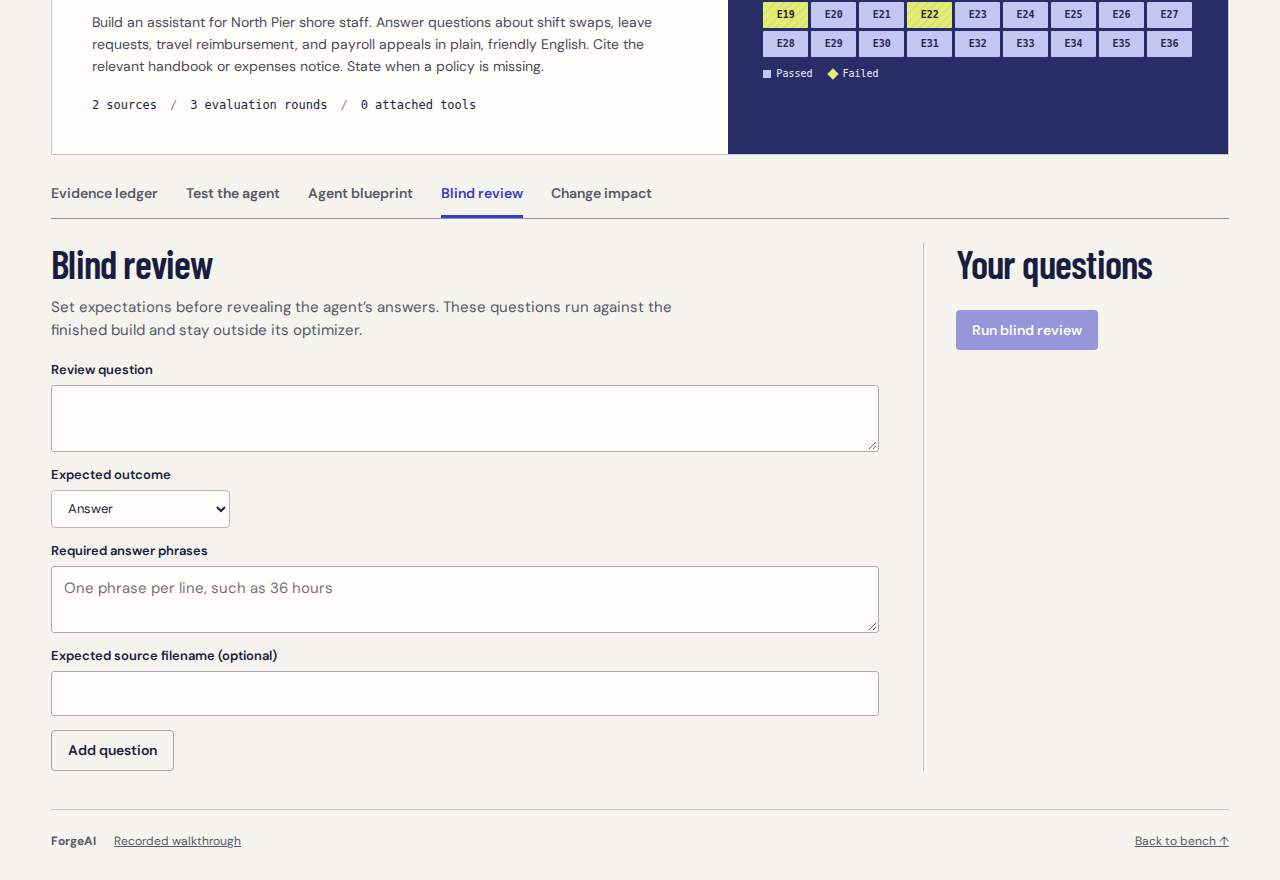 Build an assistant for North Pier shore staff. Answer questions about shift swaps, leave
requests, travel reimbursement, and payroll appeals in plain, friendly English. Cite the
relevant handbook or expenses notice. State when a policy is missing.
2 sources / 3 evaluation rounds / 0 attached tools
E19 E20 E21 E22 E23 E24 E25 E26 E27
E28 E29 E30 E31 E32 E33 E34 E35 E36
Passed Failed
Evidence ledger Test the agent Agent blueprint Blind review Change impact
Blind review
Set expectations before revealing the agent’s answers. These questions run against the
finished build and stay outside its optimizer.
Review question
Expected outcome
Answer
Required answer phrases
One phrase per line, such as 36 hours
Expected source filename (optional)
Add question
Your questions
Run blind review
ForgeAI Recorded walkthrough
Back to bench ↑